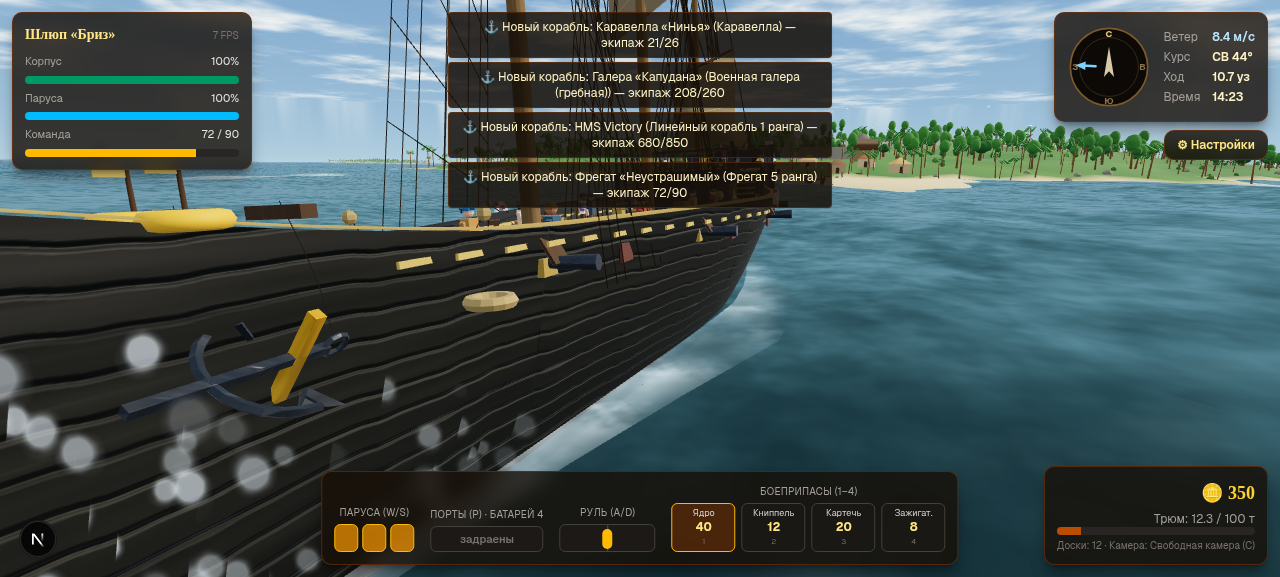 Шлюп «Бриз»
7 FPS
Корпус 100%
Паруса 100%
Команда 72 / 90
⚓ Новый корабль: Каравелла «Нинья» (Каравелла) —
экипаж 21/26
⚓ Новый корабль: Галера «Капудана» (Военная галера
(гребная)) — экипаж 208/260
⚓ Новый корабль: HMS Victory (Линейный корабль 1 ранга) —
экипаж 680/850
⚓ Новый корабль: Фрегат «Неустрашимый» (Фрегат 5 ранга)
— экипаж 72/90
С
З
В
Ю
Ветер 8.4 м/с
Курс СВ 44°
Ход 10.7 уз
Время 14:23
⚙ Настройки
ПАРУСА (W/S)
ПОРТЫ (P) · БАТАРЕЙ 4
задраены
РУЛЬ (A/D)
БОЕПРИПАСЫ (1–4)
Ядро
40
1
Книппель
12
2
Картечь
20
3
Зажигат.
8
4
🪙 350
Трюм: 12.3 / 100 т
Доски: 12 · Камера: Свободная камера (C)
N